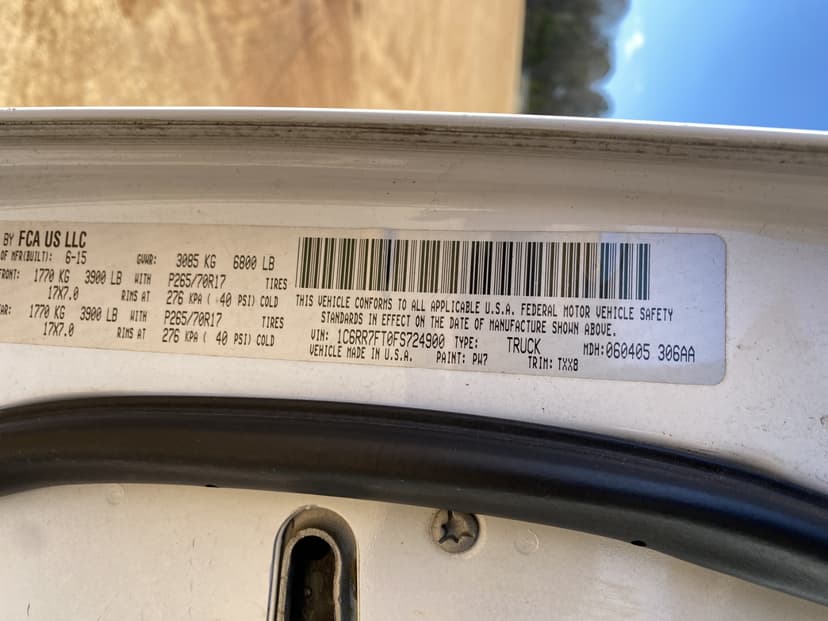 BY FCA US LLC
OF MFR(BUILT): 6-15 GVWR: 3085 KG 6800 LB
FRONT: 1770 KG 3900 LB WITH P265/70R17 TIRES
17X7.0 RIMS AT 276 KPA ( 40 PSI) COLD
1770 KG 3900 LB WITH P265/70R17 TIRES
17X7.0 RIMS AT 276 KPA ( 40 PSI) COLD
THIS VEHICLE CONFORMS TO ALL APPLICABLE U.S.A. FEDERAL MOTOR VEHICLE SAFETY
STANDARDS IN EFFECT ON THE DATE OF MANUFACTURE SHOWN ABOVE.
VIN: 1C6RR7FT0FS724900 TYPE: TRUCK MDH:060405 306AA
VEHICLE MADE IN U.S.A. PAINT: PW7 TRIM: TXX8